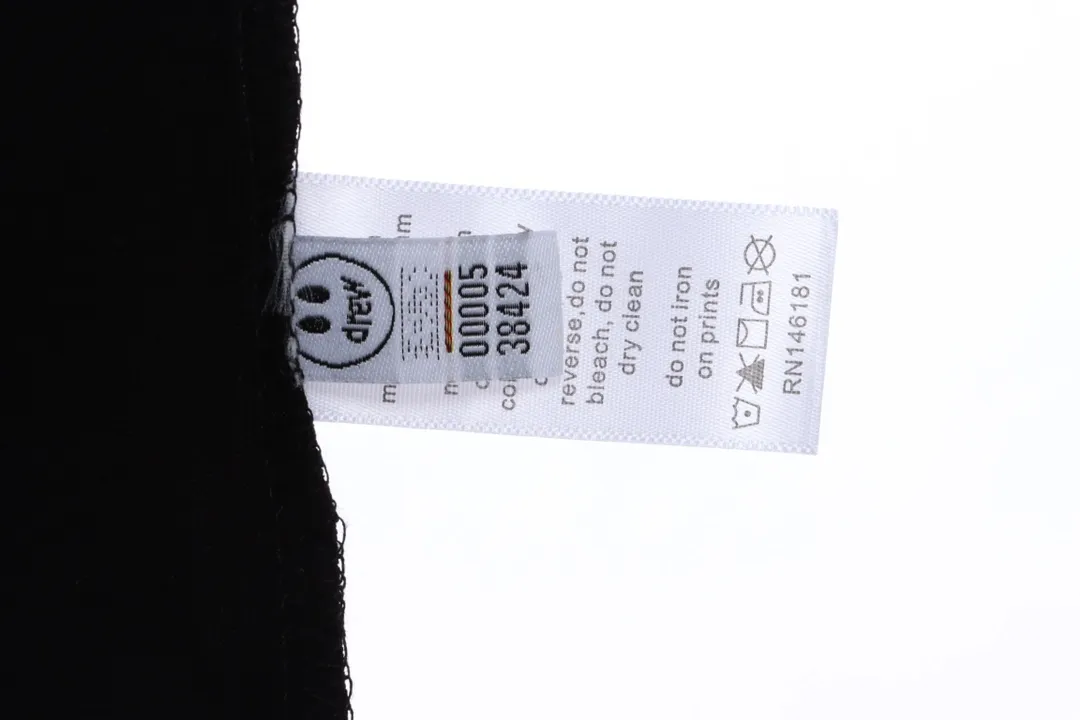 drew
00005
38424
reverse,do not
bleach, do not
dry clean
do not iron
on prints
RN146181